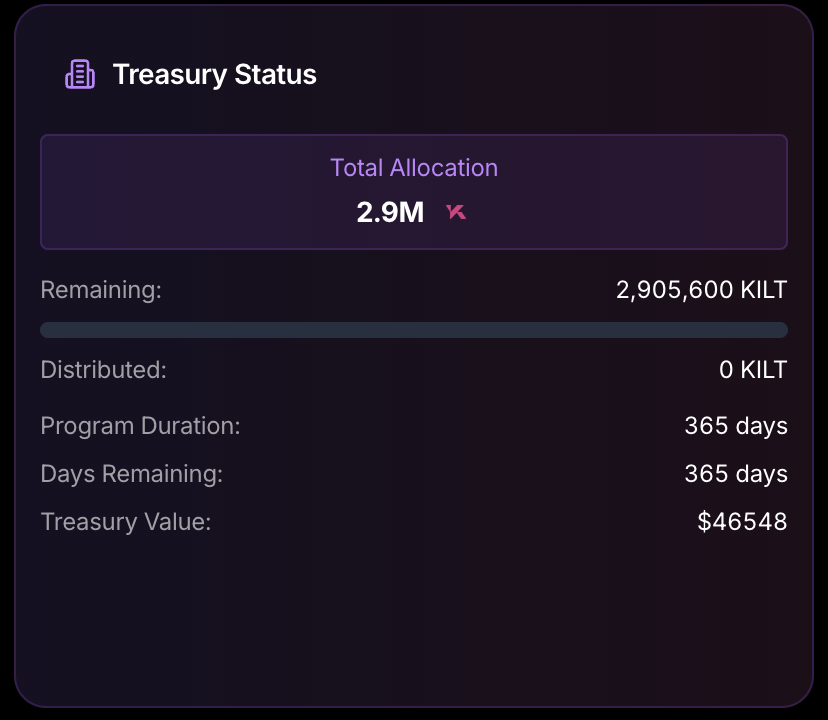 Treasury Status
Total Allocation
2.9M
Remaining: 2,905,600 KILT
Distributed: 0 KILT
Program Duration: 365 days
Days Remaining: 365 days
Treasury Value: $46548